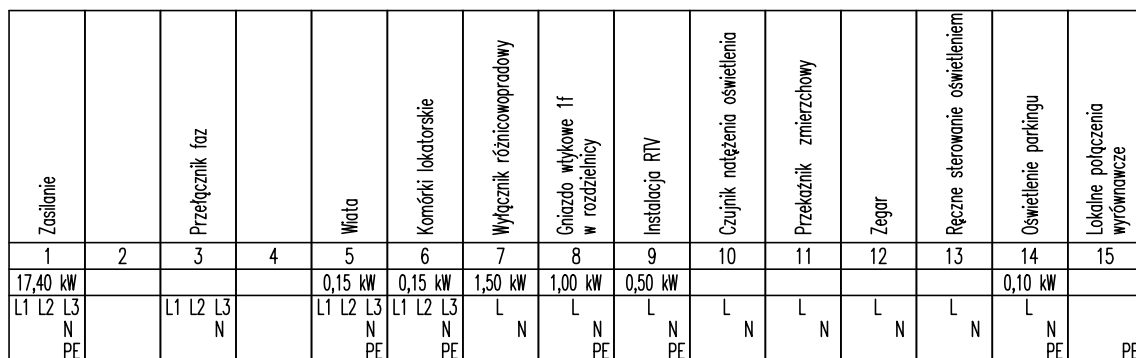 Zasilanie
Przełącznik faz
Wiata
Komórki lokatorskie
Wyłącznik różnicowoprądowy
Gniazdo wtykowe 1f
w rozdzielnicy
Instalacja RTV
Czujnik natężenia oświetlenia
Przekaźnik zmierzchowy
Zegar
Ręczne sterowanie oświetleniem
Oświetlenie parkingu
Lokalne połączenia
wyrównawcze
1 2 3 4 5 6 7 8 9 10 11 12 13 14 15
17,40 kW 0,15 kW 0,15 kW 1,50 kW 1,00 kW 0,50 kW 0,10 kW
L1 L2 L3 L1 L2 L3 L1 L2 L3 L1 L2 L3 L L L L L L L L
N N N N N N N N N N N N
PE PE PE PE PE PE PE